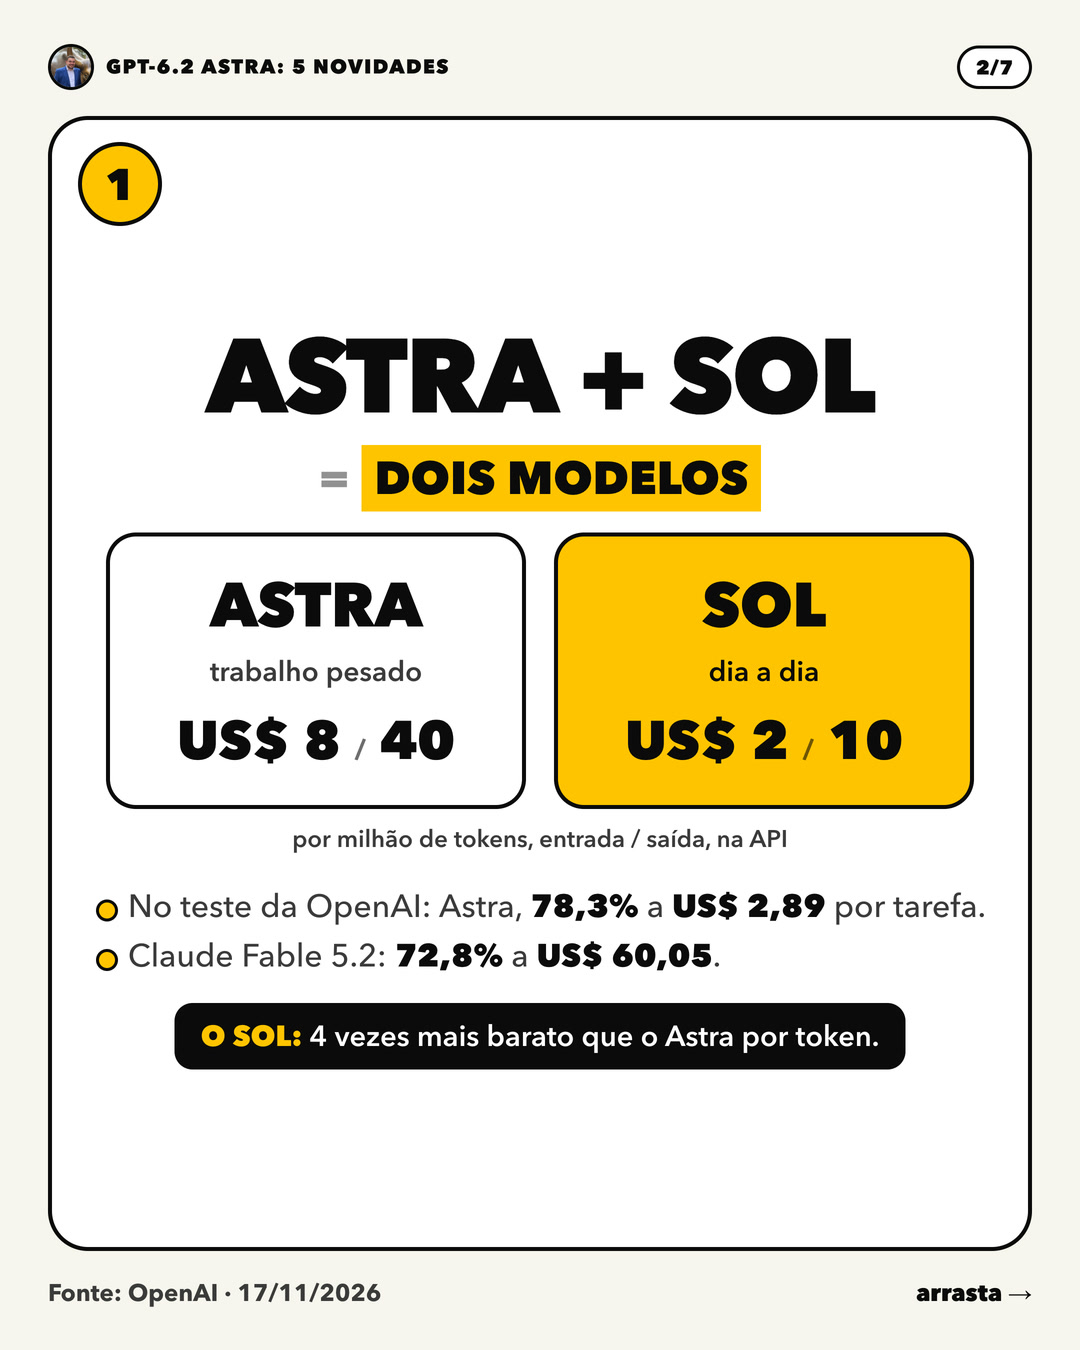 GPT-6.2 ASTRA: 5 NOVIDADES
2/7
1
ASTRA + SOL
= DOIS MODELOS
ASTRA
trabalho pesado
US$ 8 / 40
SOL
dia a dia
US$ 2 / 10
por milhão de tokens, entrada / saída, na API
No teste da OpenAI: Astra, 78,3% a US$ 2,89 por tarefa.
Claude Fable 5.2: 72,8% a US$ 60,05.
O SOL: 4 vezes mais barato que o Astra por token.
Fonte: OpenAI · 17/11/2026
arrasta →